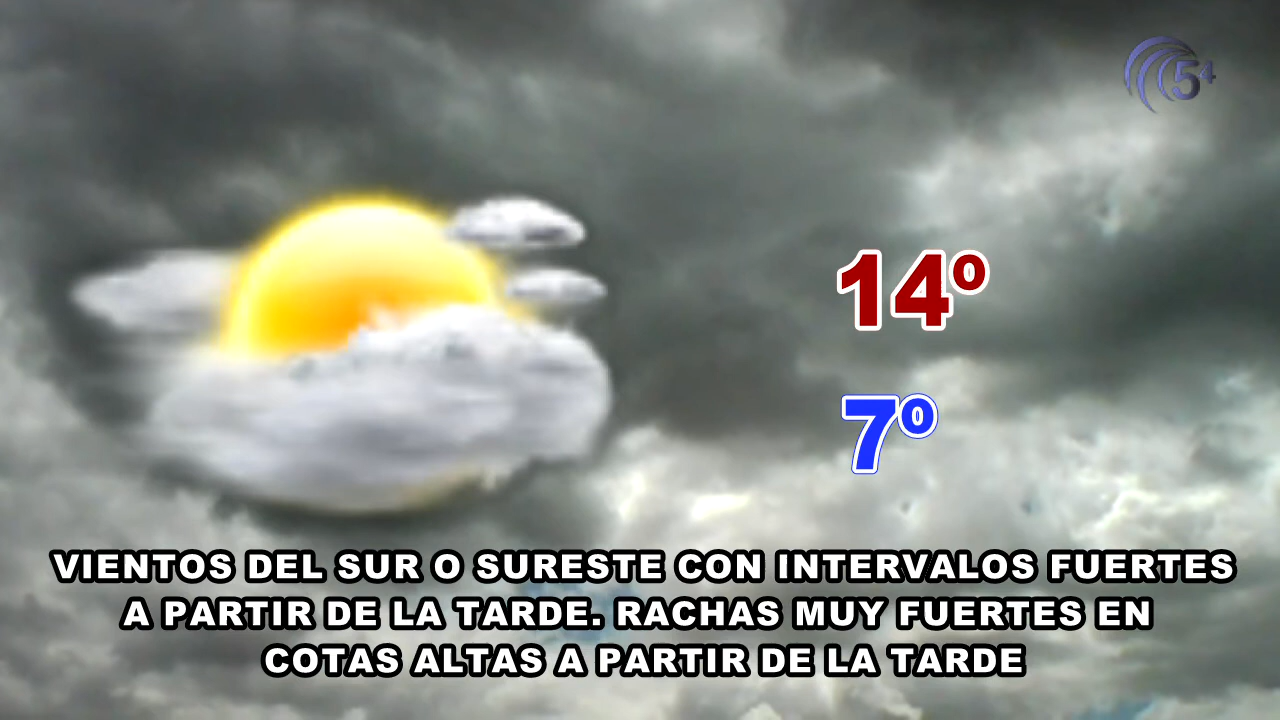 54
14º
7º
VIENTOS DEL SUR O SURESTE CON INTERVALOS FUERTES
A PARTIR DE LA TARDE. RACHAS MUY FUERTES EN
COTAS ALTAS A PARTIR DE LA TARDE